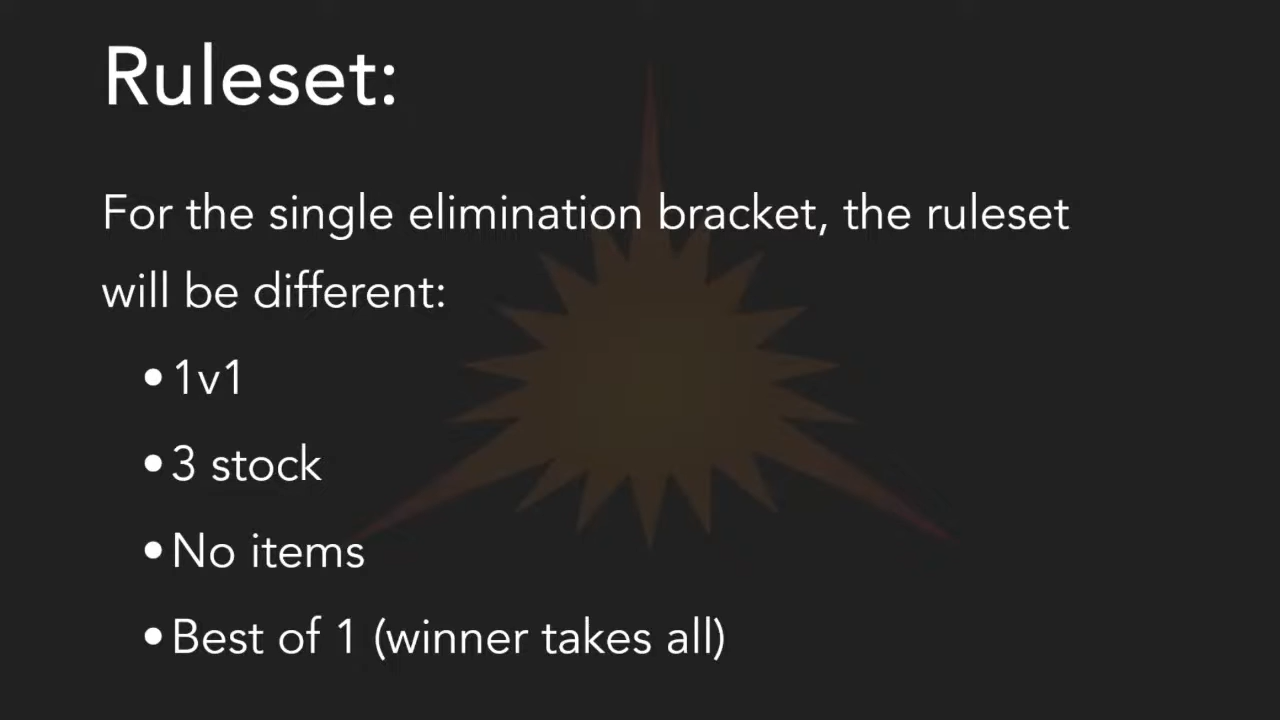 Ruleset:
For the single elimination bracket, the ruleset
will be different:
•1v1
•3 stock
•No items
•Best of 1 (winner takes all)